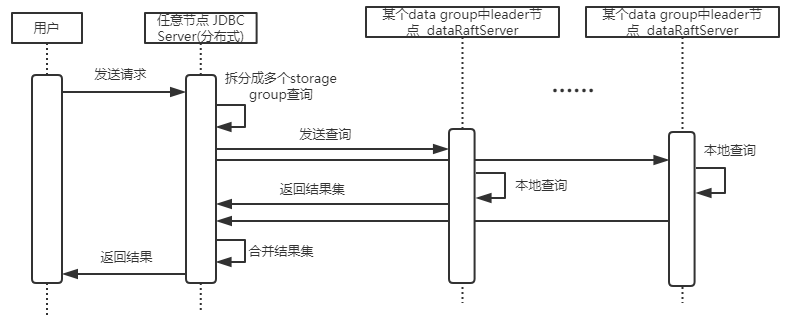 用户
任意节点 JDBC
Server(分布式)
某个data group中leader节
点  dataRaftServer
某个data group中leader节
点  dataRaftServer
发送请求
拆分成多个storage
group查询
......
发送查询
本地查询
本地查询
返回结果集
合并结果集
返回结果